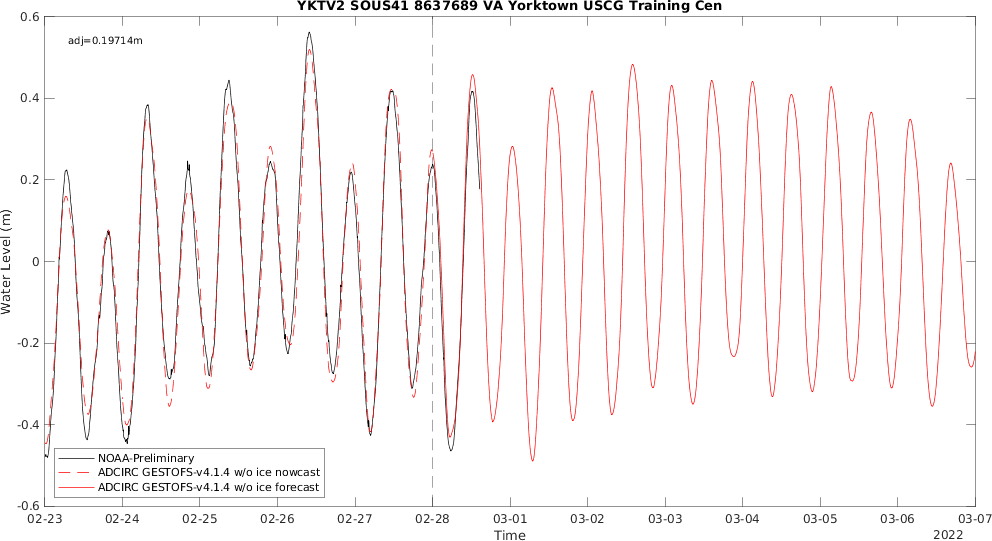 YKTV2 SOUS41 8637689 VA Yorktown USCG Training Cen
adj=0.19714m
0.6
0.4
0.2
0
-0.2
-0.4
-0.6
Water Level (m)
NOAA-Preliminary
ADCIRC GESTOFS-v4.1.4 w/o ice nowcast
ADCIRC GESTOFS-v4.1.4 w/o ice forecast
02-23 02-24 02-25 02-26 02-27 02-28 03-01 03-02 03-03 03-04 03-05 03-06 03-07
Time
2022